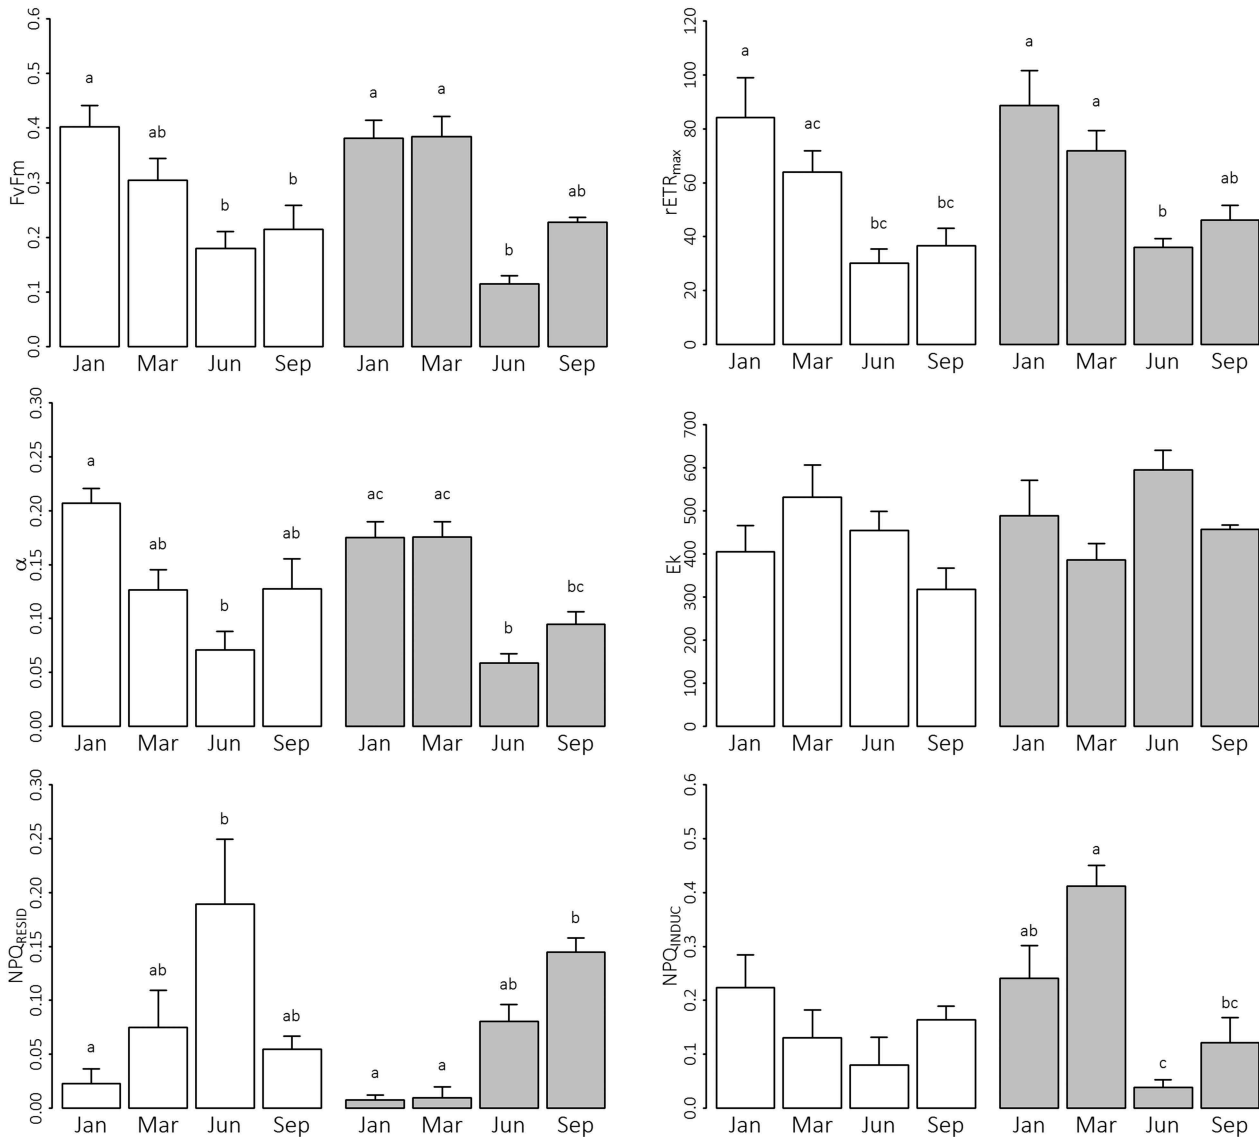 FvFm
0.0 0.1 0.2 0.3 0.4 0.5 0.6
a ab b b a a b ab
Jan Mar Jun Sep Jan Mar Jun Sep
rETRmax
0 20 40 60 80 100 120
a ac bc bc a a b ab
Jan Mar Jun Sep Jan Mar Jun Sep
α
0.00 0.05 0.10 0.15 0.20 0.25 0.30
a ab b ab ac ac b bc
Jan Mar Jun Sep Jan Mar Jun Sep
Ek
0 100 200 300 400 500 600 700
Jan Mar Jun Sep Jan Mar Jun Sep
NPQRESID
0.00 0.05 0.10 0.15 0.20 0.25 0.30
a ab b ab a a ab b
Jan Mar Jun Sep Jan Mar Jun Sep
NPQINDUC
0.0 0.1 0.2 0.3 0.4 0.5 0.6
ab a c bc
Jan Mar Jun Sep Jan Mar Jun Sep